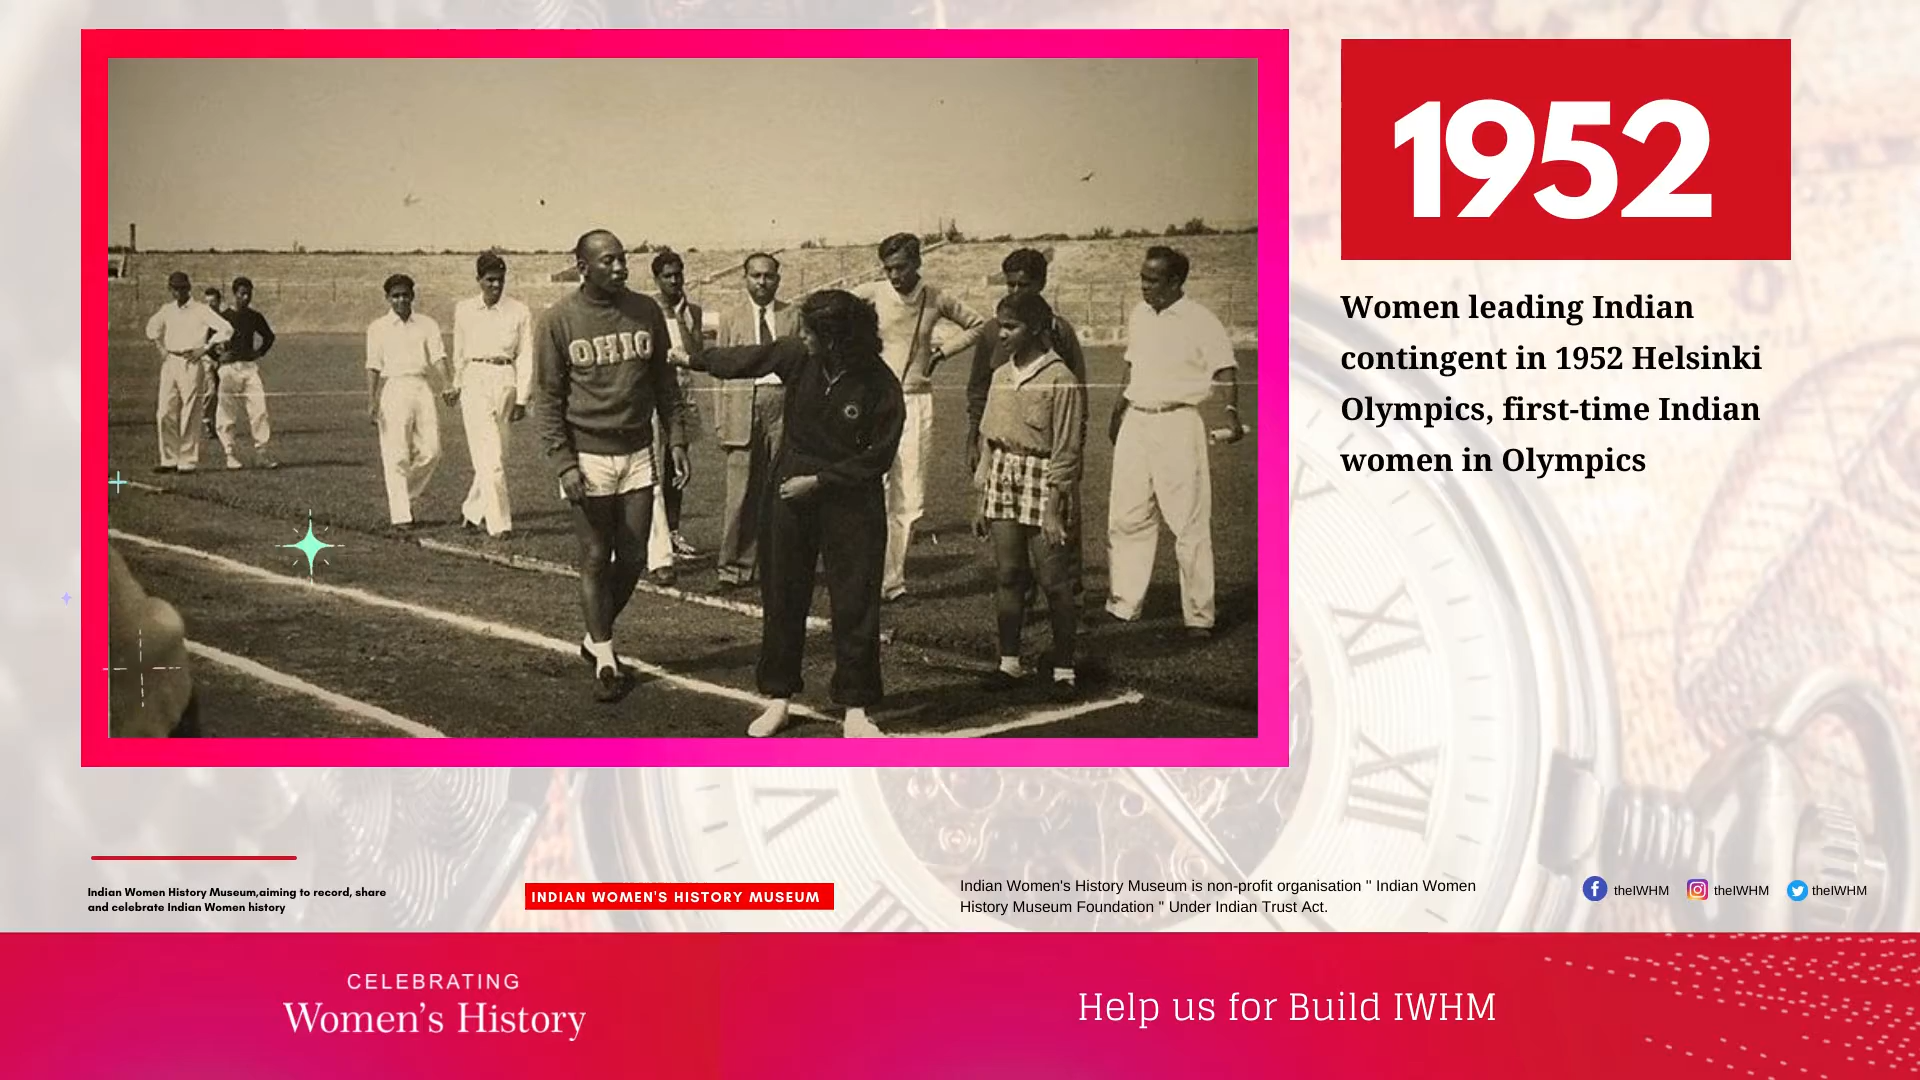 1952
Women leading Indian
contingent in 1952 Helsinki
Olympics, first-time Indian
women in Olympics
OHIO
Indian Women History Museum,aiming to record, share
and celebrate Indian Women history
INDIAN WOMEN'S HISTORY MUSEUM
Indian Women's History Museum is non-profit organisation " Indian Women
History Museum Foundation " Under Indian Trust Act.
theIWHM theIWHM theIWHM
CELEBRATING
Women's History
Help us for Build IWHM